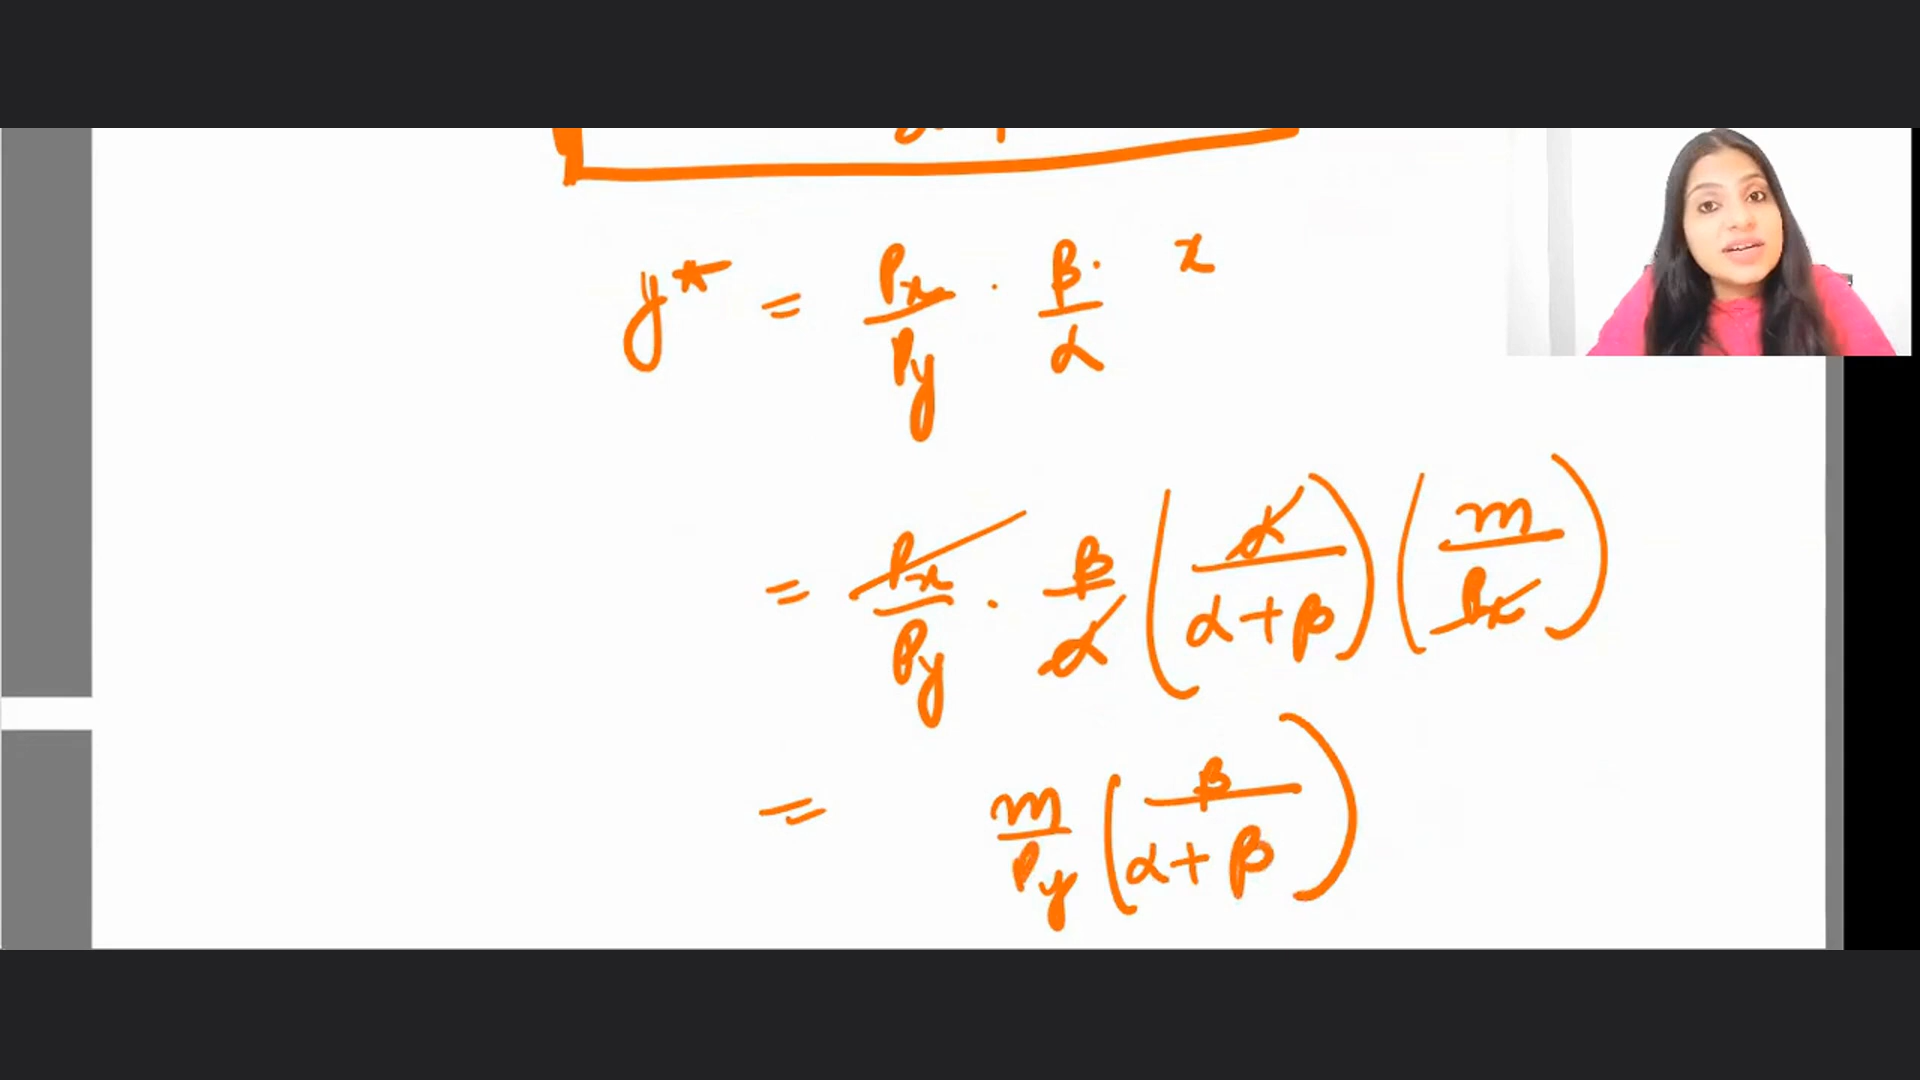 y* = Px/Py · β/α · x
= Px/Py · β/α (α/(α+β)) (m/Px)
= m/Py (β/(α+β))